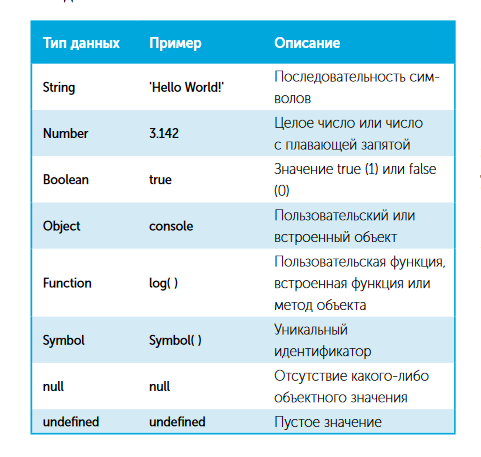 Тип данных Пример Описание
String 'Hello World!' Последовательность сим-
волов
Number 3.142 Целое число или число
с плавающей запятой
Boolean true Значение true (1) или false
(0)
Object console Пользовательский или
встроенный объект
Function log( ) Пользовательская функция,
встроенная функция или
метод объекта
Symbol Symbol( ) Уникальный
идентификатор
null null Отсутствие какого-либо
объектного значения
undefined undefined Пустое значение